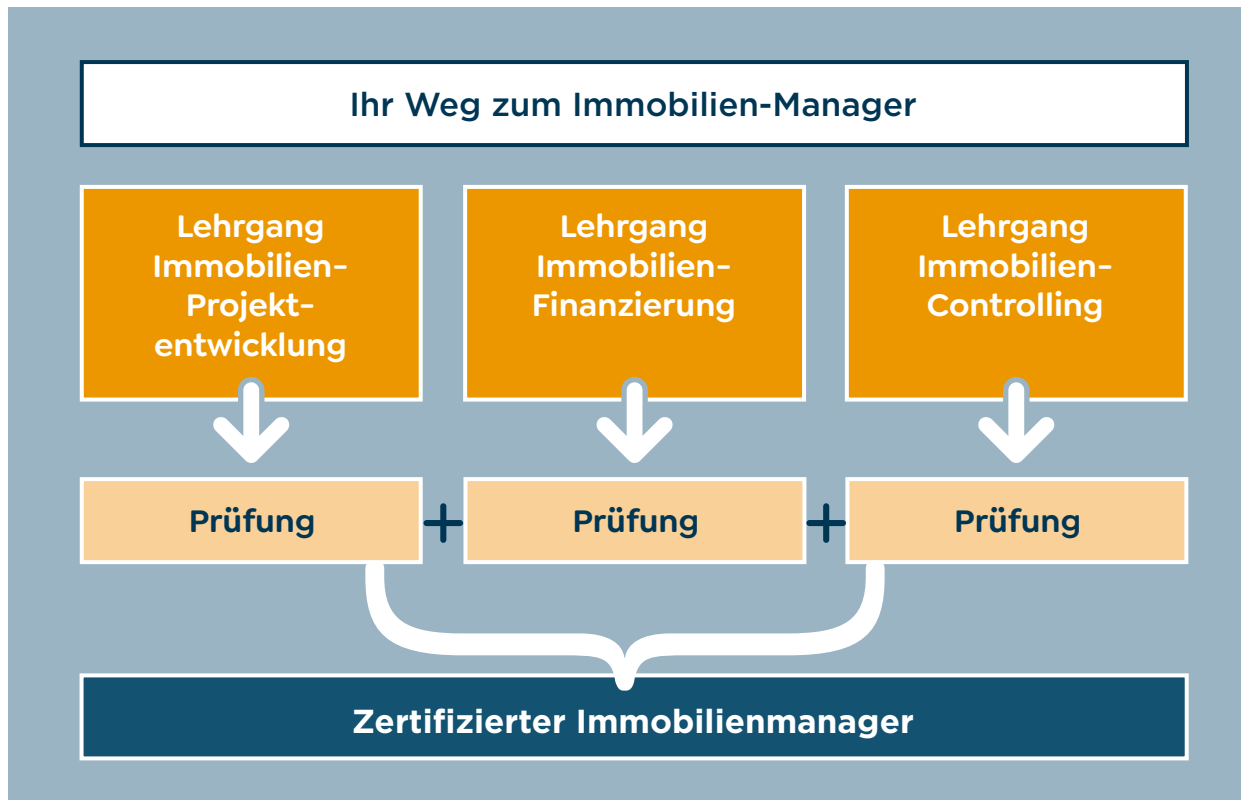 Ihr Weg zum Immobilien-Manager
Lehrgang
Immobilien-
Projekt-
entwicklung
Lehrgang
Immobilien-
Finanzierung
Lehrgang
Immobilien-
Controlling
Prüfung
+
Prüfung
+
Prüfung
Zertifizierter Immobilienmanager